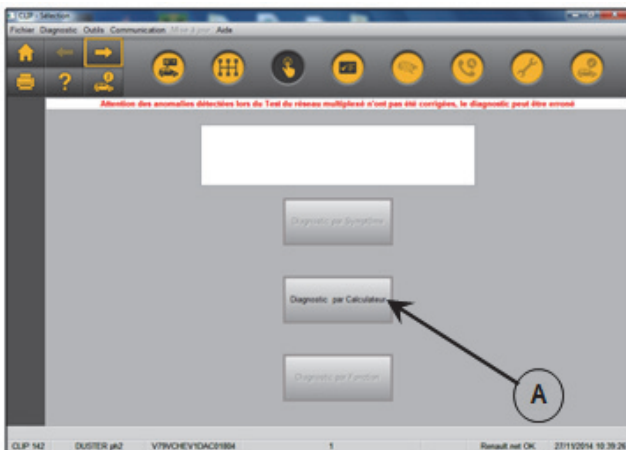 CLIP - Sélection
Fichier Diagnostic Outils Communication Mise à jour Aide
?
Attention des anomalies détectées lors du Test du réseau multiplexé n'ont pas été corrigées, le diagnostic peut être erroné
Diagnostic par Symptôme
Diagnostic par Calculateur
Diagnostic par Fonction
A
CLIP 142 DUSTER ph2 V79VCHEV1DAC01904 1 Renault net OK 27/11/2014 10:39:26